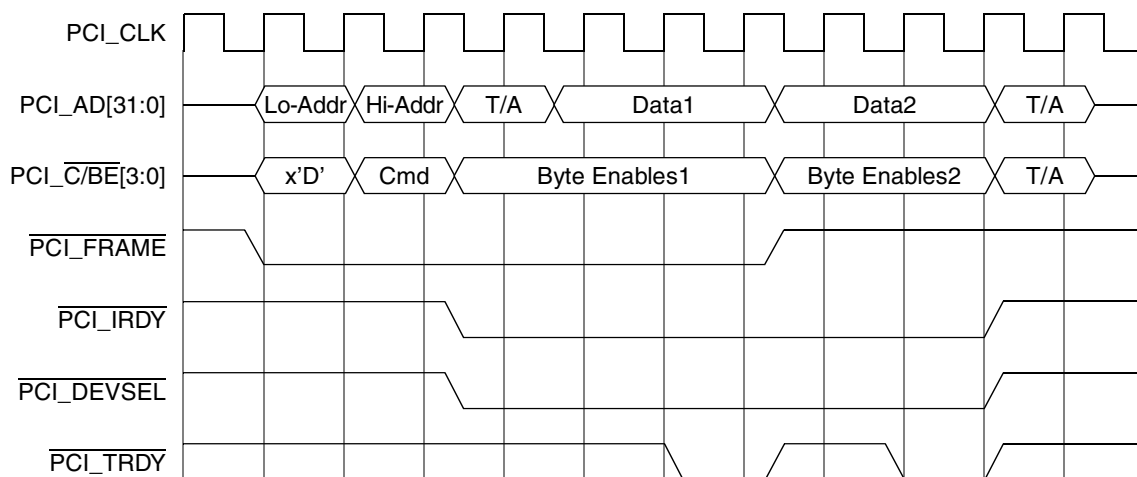 PCI_CLK
PCI_AD[31:0] Lo-Addr Hi-Addr T/A Data1 Data2 T/A
PCI_C/BE[3:0] x'D' Cmd Byte Enables1 Byte Enables2 T/A
PCI_FRAME
PCI_IRDY
PCI_DEVSEL
PCI_TRDY